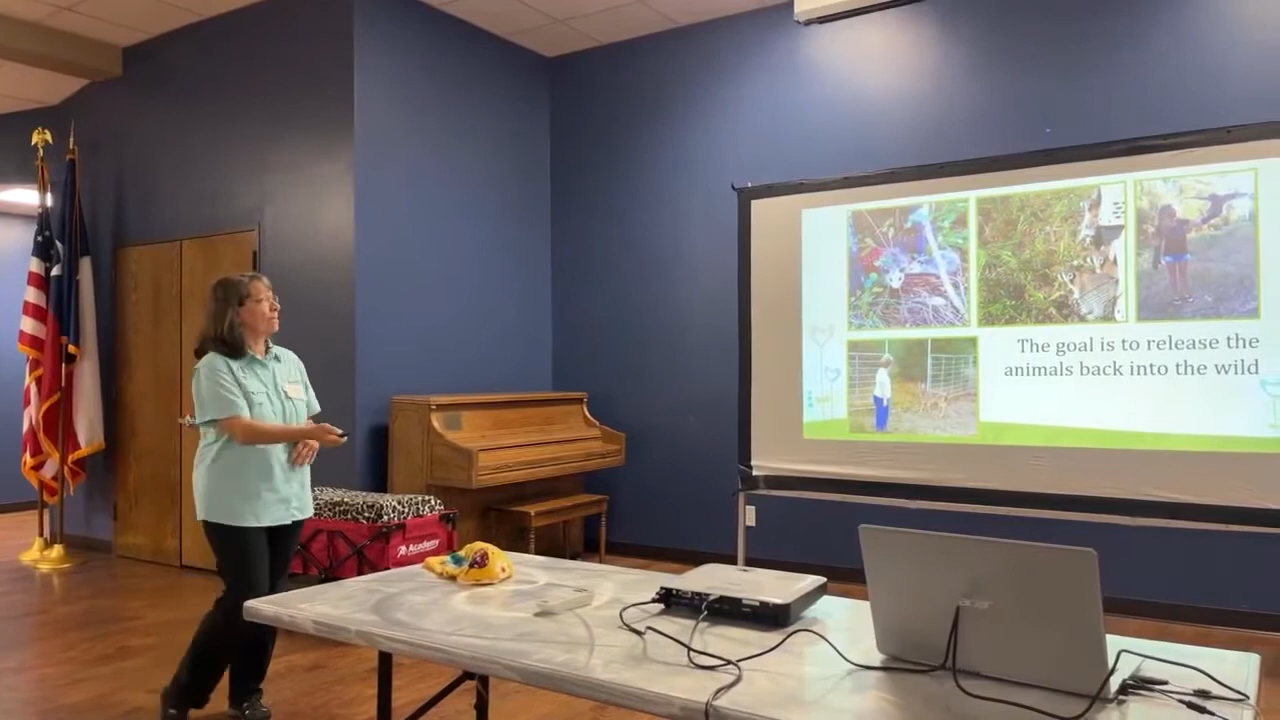 The goal is to release the
animals back into the wild
Academy
acer